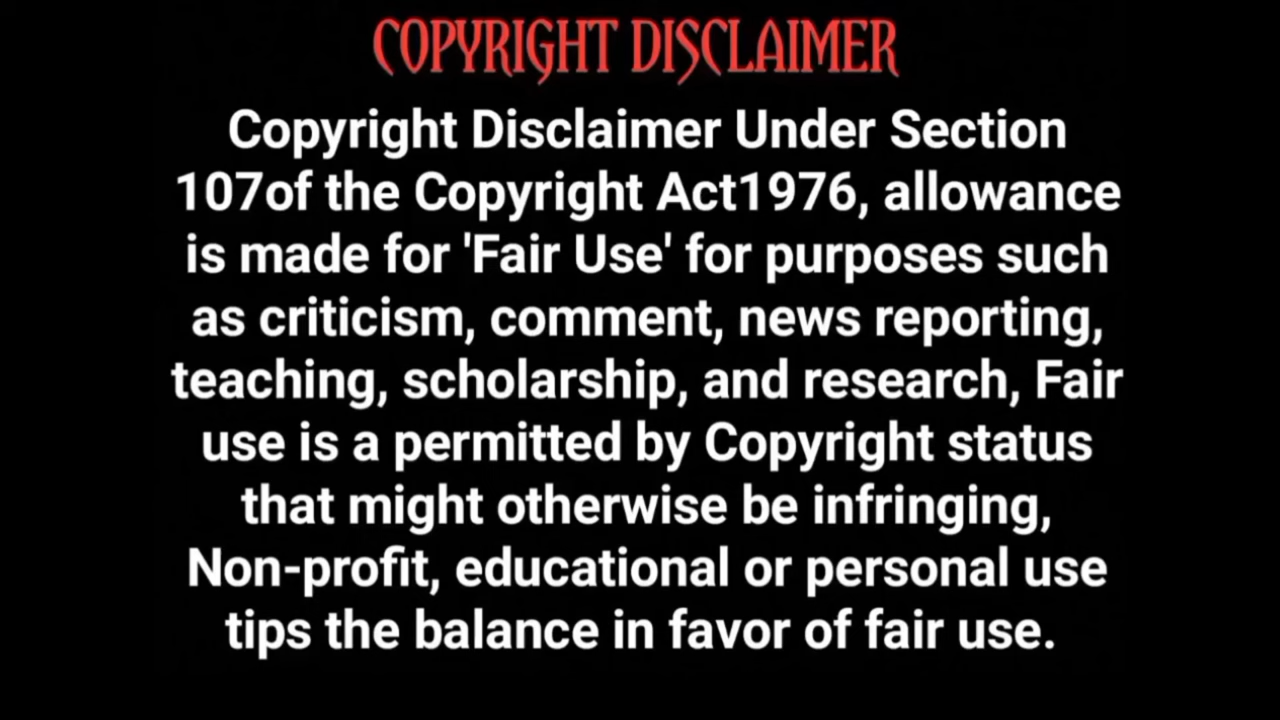 COPYRIGHT DISCLAIMER
Copyright Disclaimer Under Section
107of the Copyright Act1976, allowance
is made for 'Fair Use' for purposes such
as criticism, comment, news reporting,
teaching, scholarship, and research, Fair
use is a permitted by Copyright status
that might otherwise be infringing,
Non-profit, educational or personal use
tips the balance in favor of fair use.